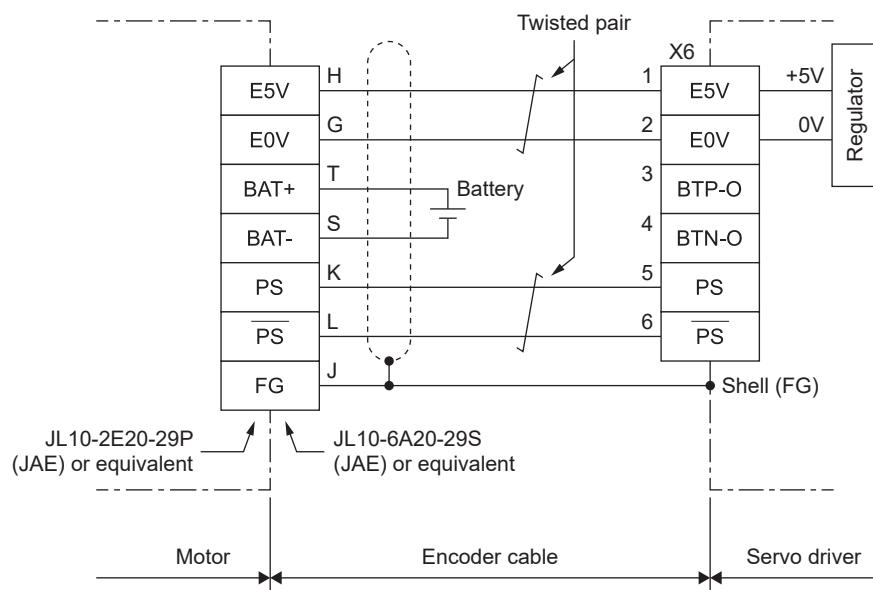 Twisted pair
X6
E5V H 1 E5V +5V
E0V G 2 E0V 0V
Regulator
BAT+ T Battery 3 BTP-O
BAT- S 4 BTN-O
PS K 5 PS
P̅S̅ L 6 P̅S̅
FG J Shell (FG)
JL10-2E20-29P
(JAE) or equivalent
JL10-6A20-29S
(JAE) or equivalent
Motor Encoder cable Servo driver